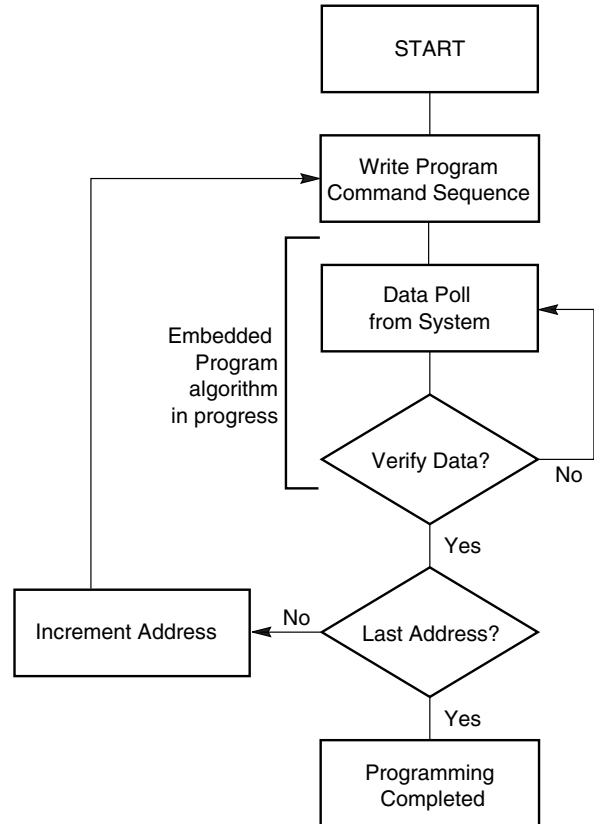 START
Write Program
Command Sequence
Data Poll
from System
Embedded
Program
algorithm
in progress
Verify Data?
No
Yes
Last Address?
No
Increment Address
Yes
Programming
Completed